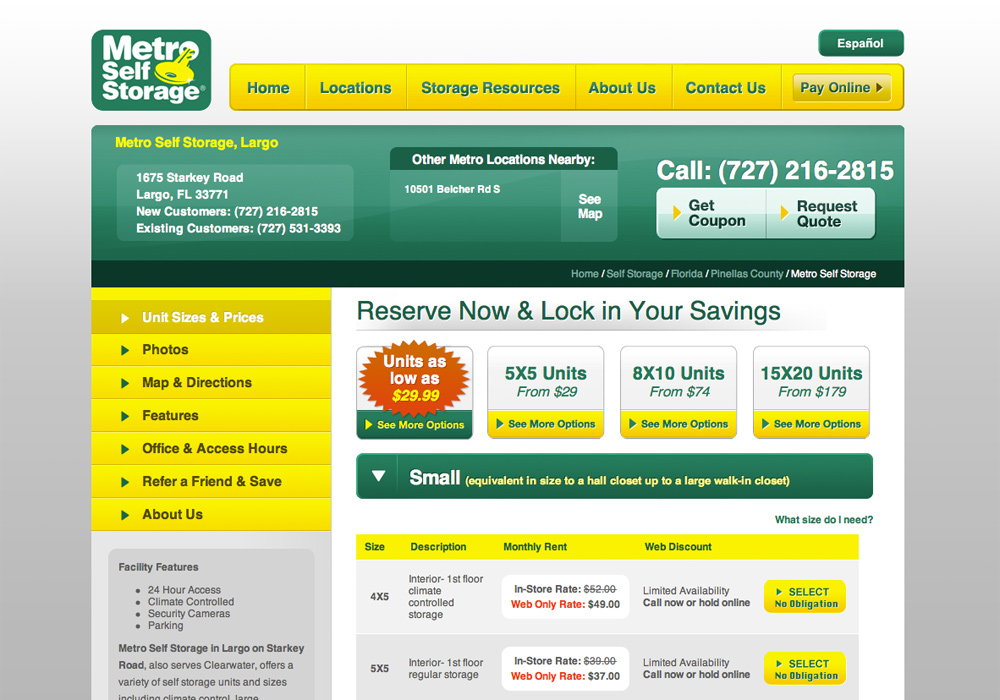 Metro
Self
Storage®
Español
Home
Locations
Storage Resources
About Us
Contact Us
Pay Online
Metro Self Storage, Largo
1675 Starkey Road
Largo, FL 33771
New Customers: (727) 216-2815
Existing Customers: (727) 531-3393
Other Metro Locations Nearby:
10501 Belcher Rd S
See
Map
Call: (727) 216-2815
Get
Coupon
Request
Quote
Home / Self Storage / Florida / Pinellas County / Metro Self Storage
Unit Sizes & Prices
Photos
Map & Directions
Features
Office & Access Hours
Refer a Friend & Save
About Us
Facility Features
24 Hour Access
Climate Controlled
Security Cameras
Parking
Metro Self Storage in Largo on Starkey
Road, also serves Clearwater, offers a
variety of self storage units and sizes
including climate control, large
Reserve Now & Lock in Your Savings
Units as
low as
$29.99
See More Options
5X5 Units
From $29
See More Options
8X10 Units
From $74
See More Options
15X20 Units
From $179
See More Options
Small (equivalent in size to a hall closet up to a large walk-in closet)
What size do I need?
Size Description Monthly Rent Web Discount
4X5
Interior- 1st floor
climate
controlled
storage
In-Store Rate: $52.00
Web Only Rate: $49.00
Limited Availability
Call now or hold online
SELECT
No Obligation
5X5
Interior- 1st floor
regular storage
In-Store Rate: $39.00
Web Only Rate: $37.00
Limited Availability
Call now or hold online
SELECT
No Obligation